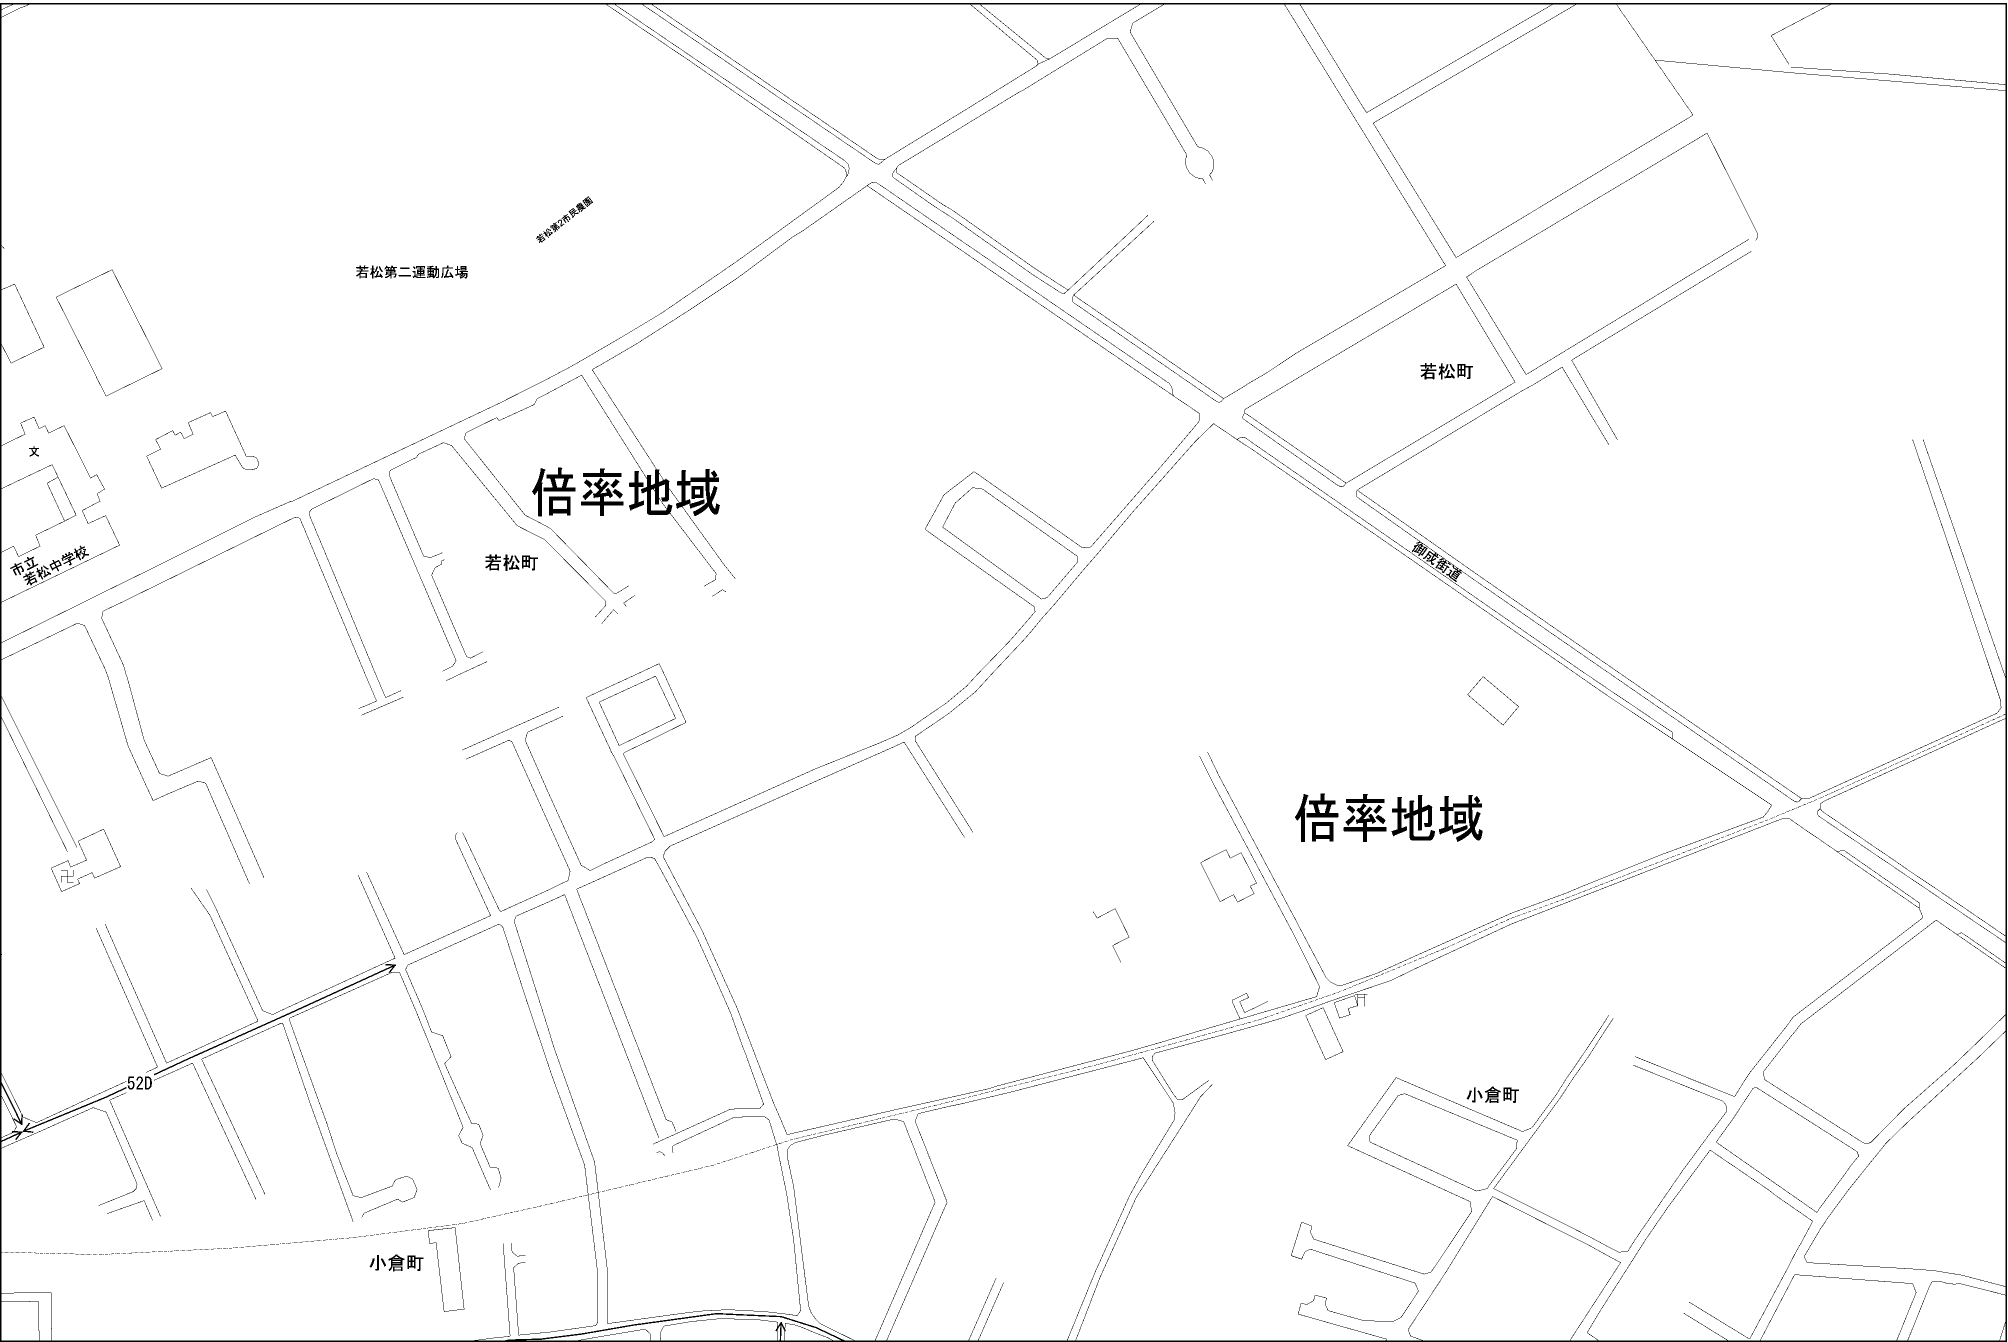 若松第2市民農園
若松第二運動広場
若松町
文
倍率地域
市立
若松中学校
若松町
御成街道
倍率地域
卍
52D
小倉町
小倉町